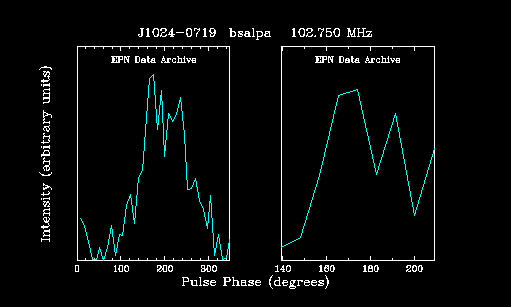 J1024-0719 bsalpa 102.750 MHz
EPN Data Archive EPN Data Archive
Intensity (arbitrary units)
0 100 200 300 140 160 180 200
Pulse Phase (degrees)